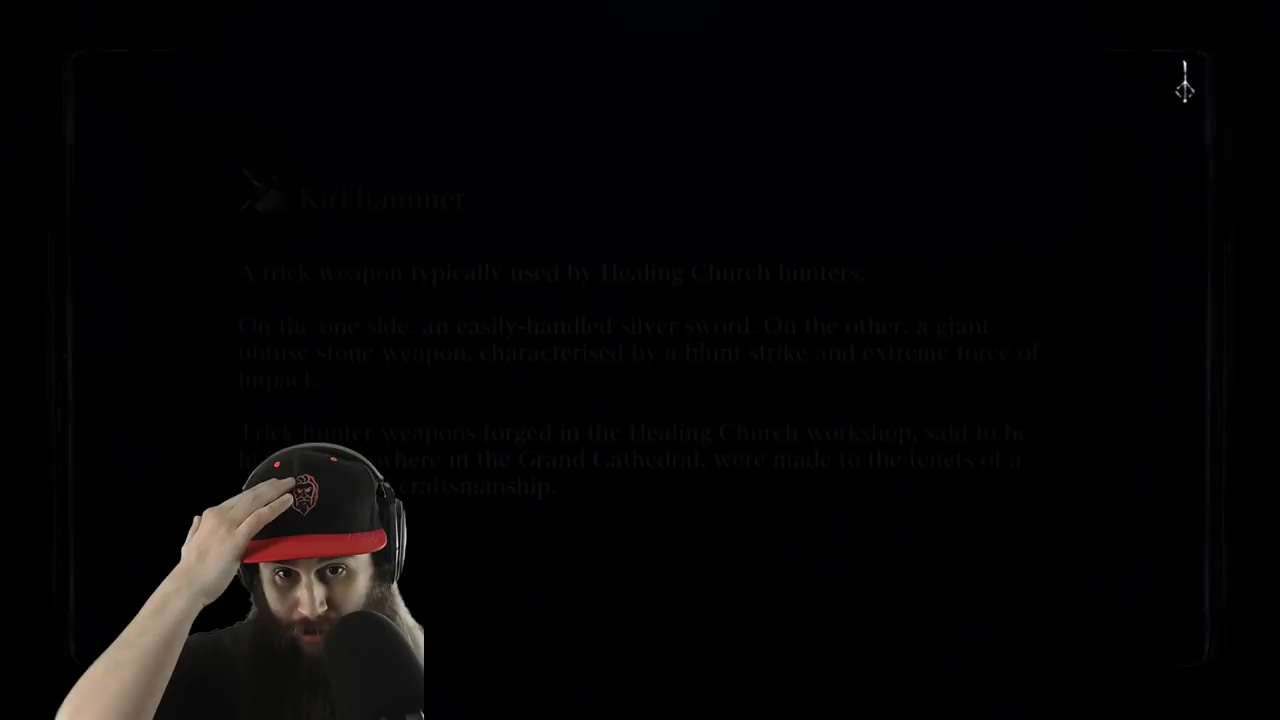 Kirkhammer
A trick weapon typically used by Healing Church hunters.
On the one side, an easily-handled silver sword. On the other, a giant
obtuse stone weapon, characterised by a blunt strike and extreme force of
impact.
Trick hunter weapons forged in the Healing Church workshop, said to be
where in the Grand Cathedral, were made to the tenets of a
craftsmanship.